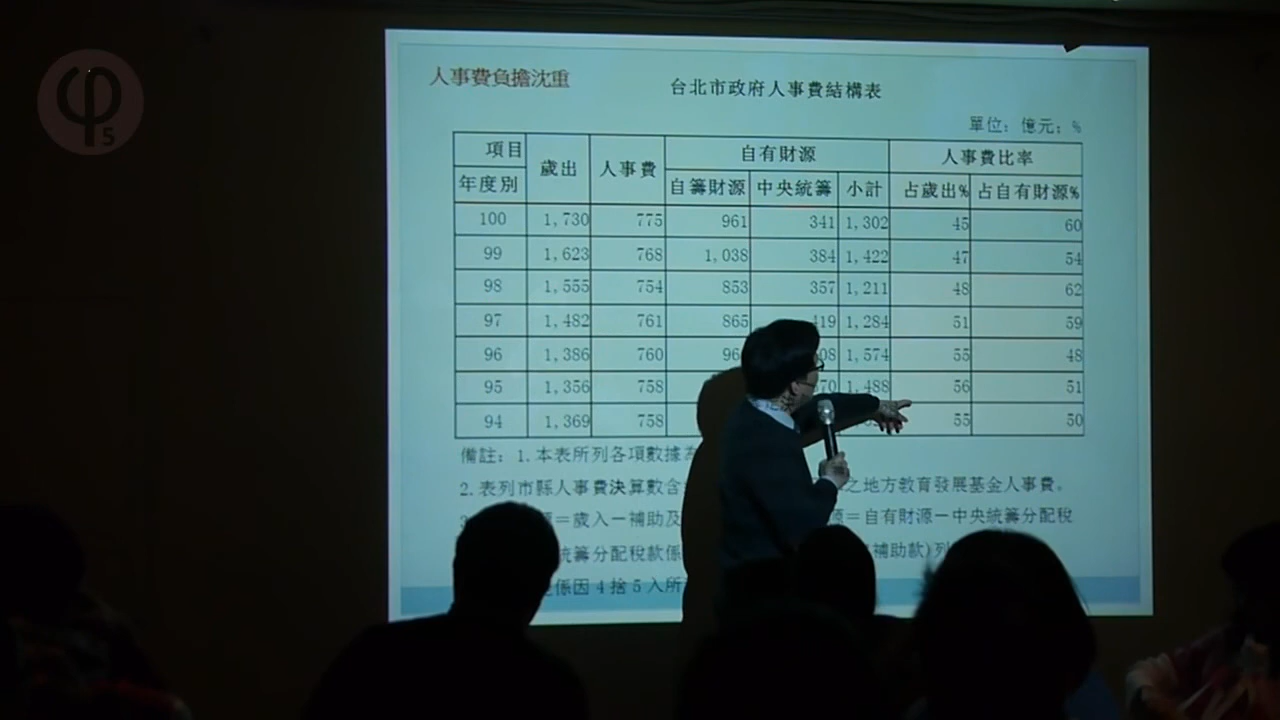 φ5
人事費負擔沈重
台北市政府人事費結構表
單位：億元；%
項目 歲出 人事費 自有財源 人事費比率
年度別 自籌財源 中央統籌 小計 占歲出% 占自有財源%
100 1,730 775 961 341 1,302 45 60
99 1,623 768 1,038 384 1,422 47 54
98 1,555 754 853 357 1,211 48 62
97 1,482 761 865 419 1,284 51 59
96 1,386 760 1,574 55 48
95 1,356 758 1,488 56 51
94 1,369 758 55 50
備註：1.本表所列各項數據
2.表列市縣人事費決算數含 之地方教育發展基金人事費。
＝歲入－補助及 ＝自有財源－中央統籌分配稅
統籌分配稅款係 補助款)列
係因4捨5入所